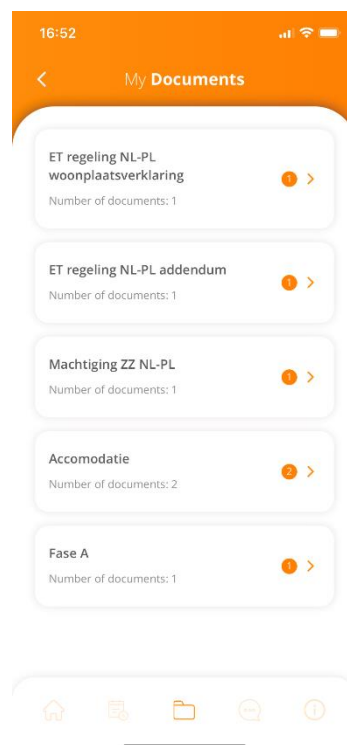 16:52
My Documents
ET regeling NL-PL
woonplaatsverklaring
1
Number of documents: 1
ET regeling NL-PL addendum
1
Number of documents: 1
Machtiging ZZ NL-PL
1
Number of documents: 1
Accomodatie
2
Number of documents: 2
Fase A
1
Number of documents: 1